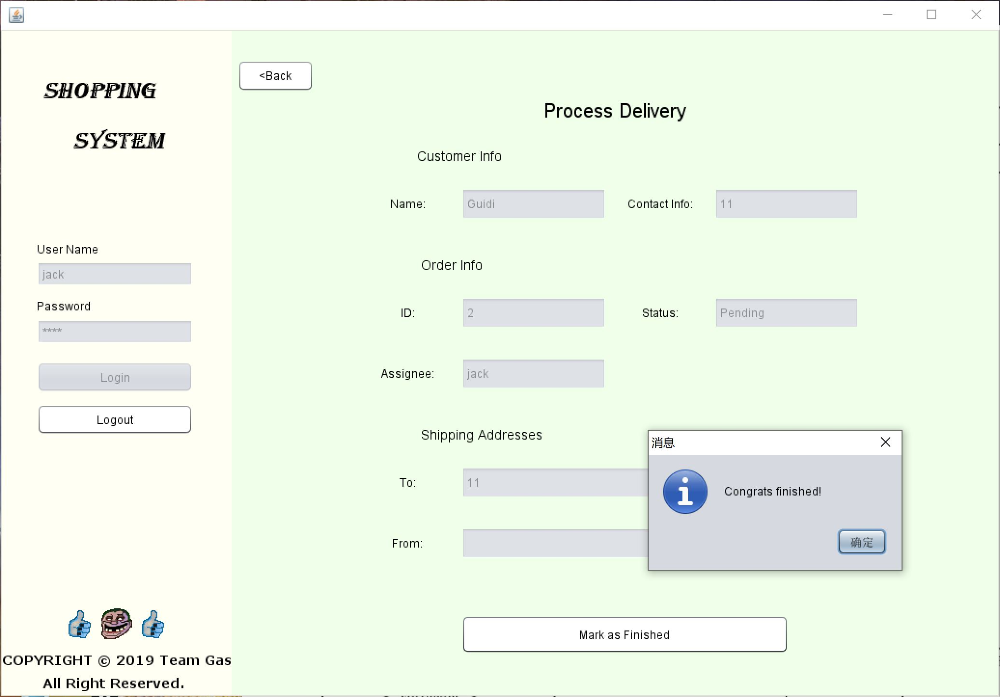 SHOPPING
SYSTEM
User Name
jack
Password
****
Login
Logout
COPYRIGHT © 2019 Team Gas
All Right Reserved.
<Back
Process Delivery
Customer Info
Name: Guidi Contact Info: 11
Order Info
ID: 2 Status: Pending
Assignee: jack
Shipping Addresses
To: 11
From:
Mark as Finished
消息
Congrats finished!
确定